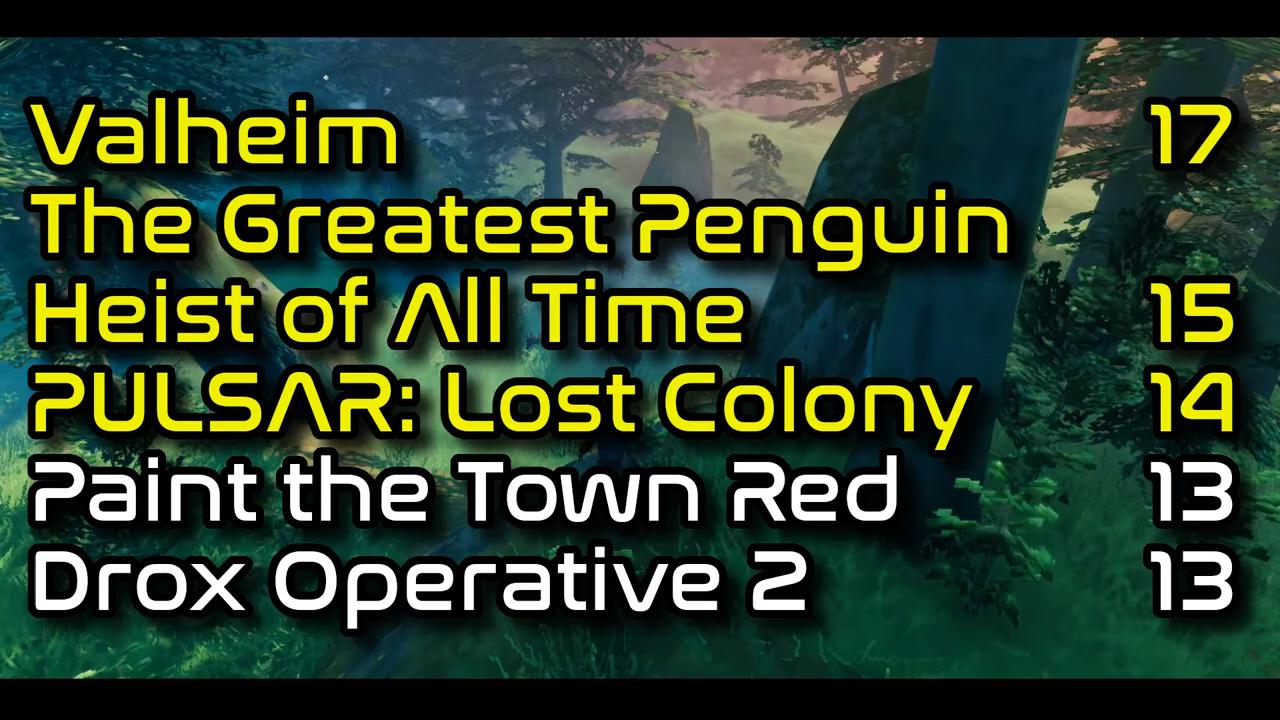 Valheim 17
The Greatest Penguin
Heist of All Time 15
PULSAR: Lost Colony 14
Paint the Town Red 13
Drox Operative 2 13